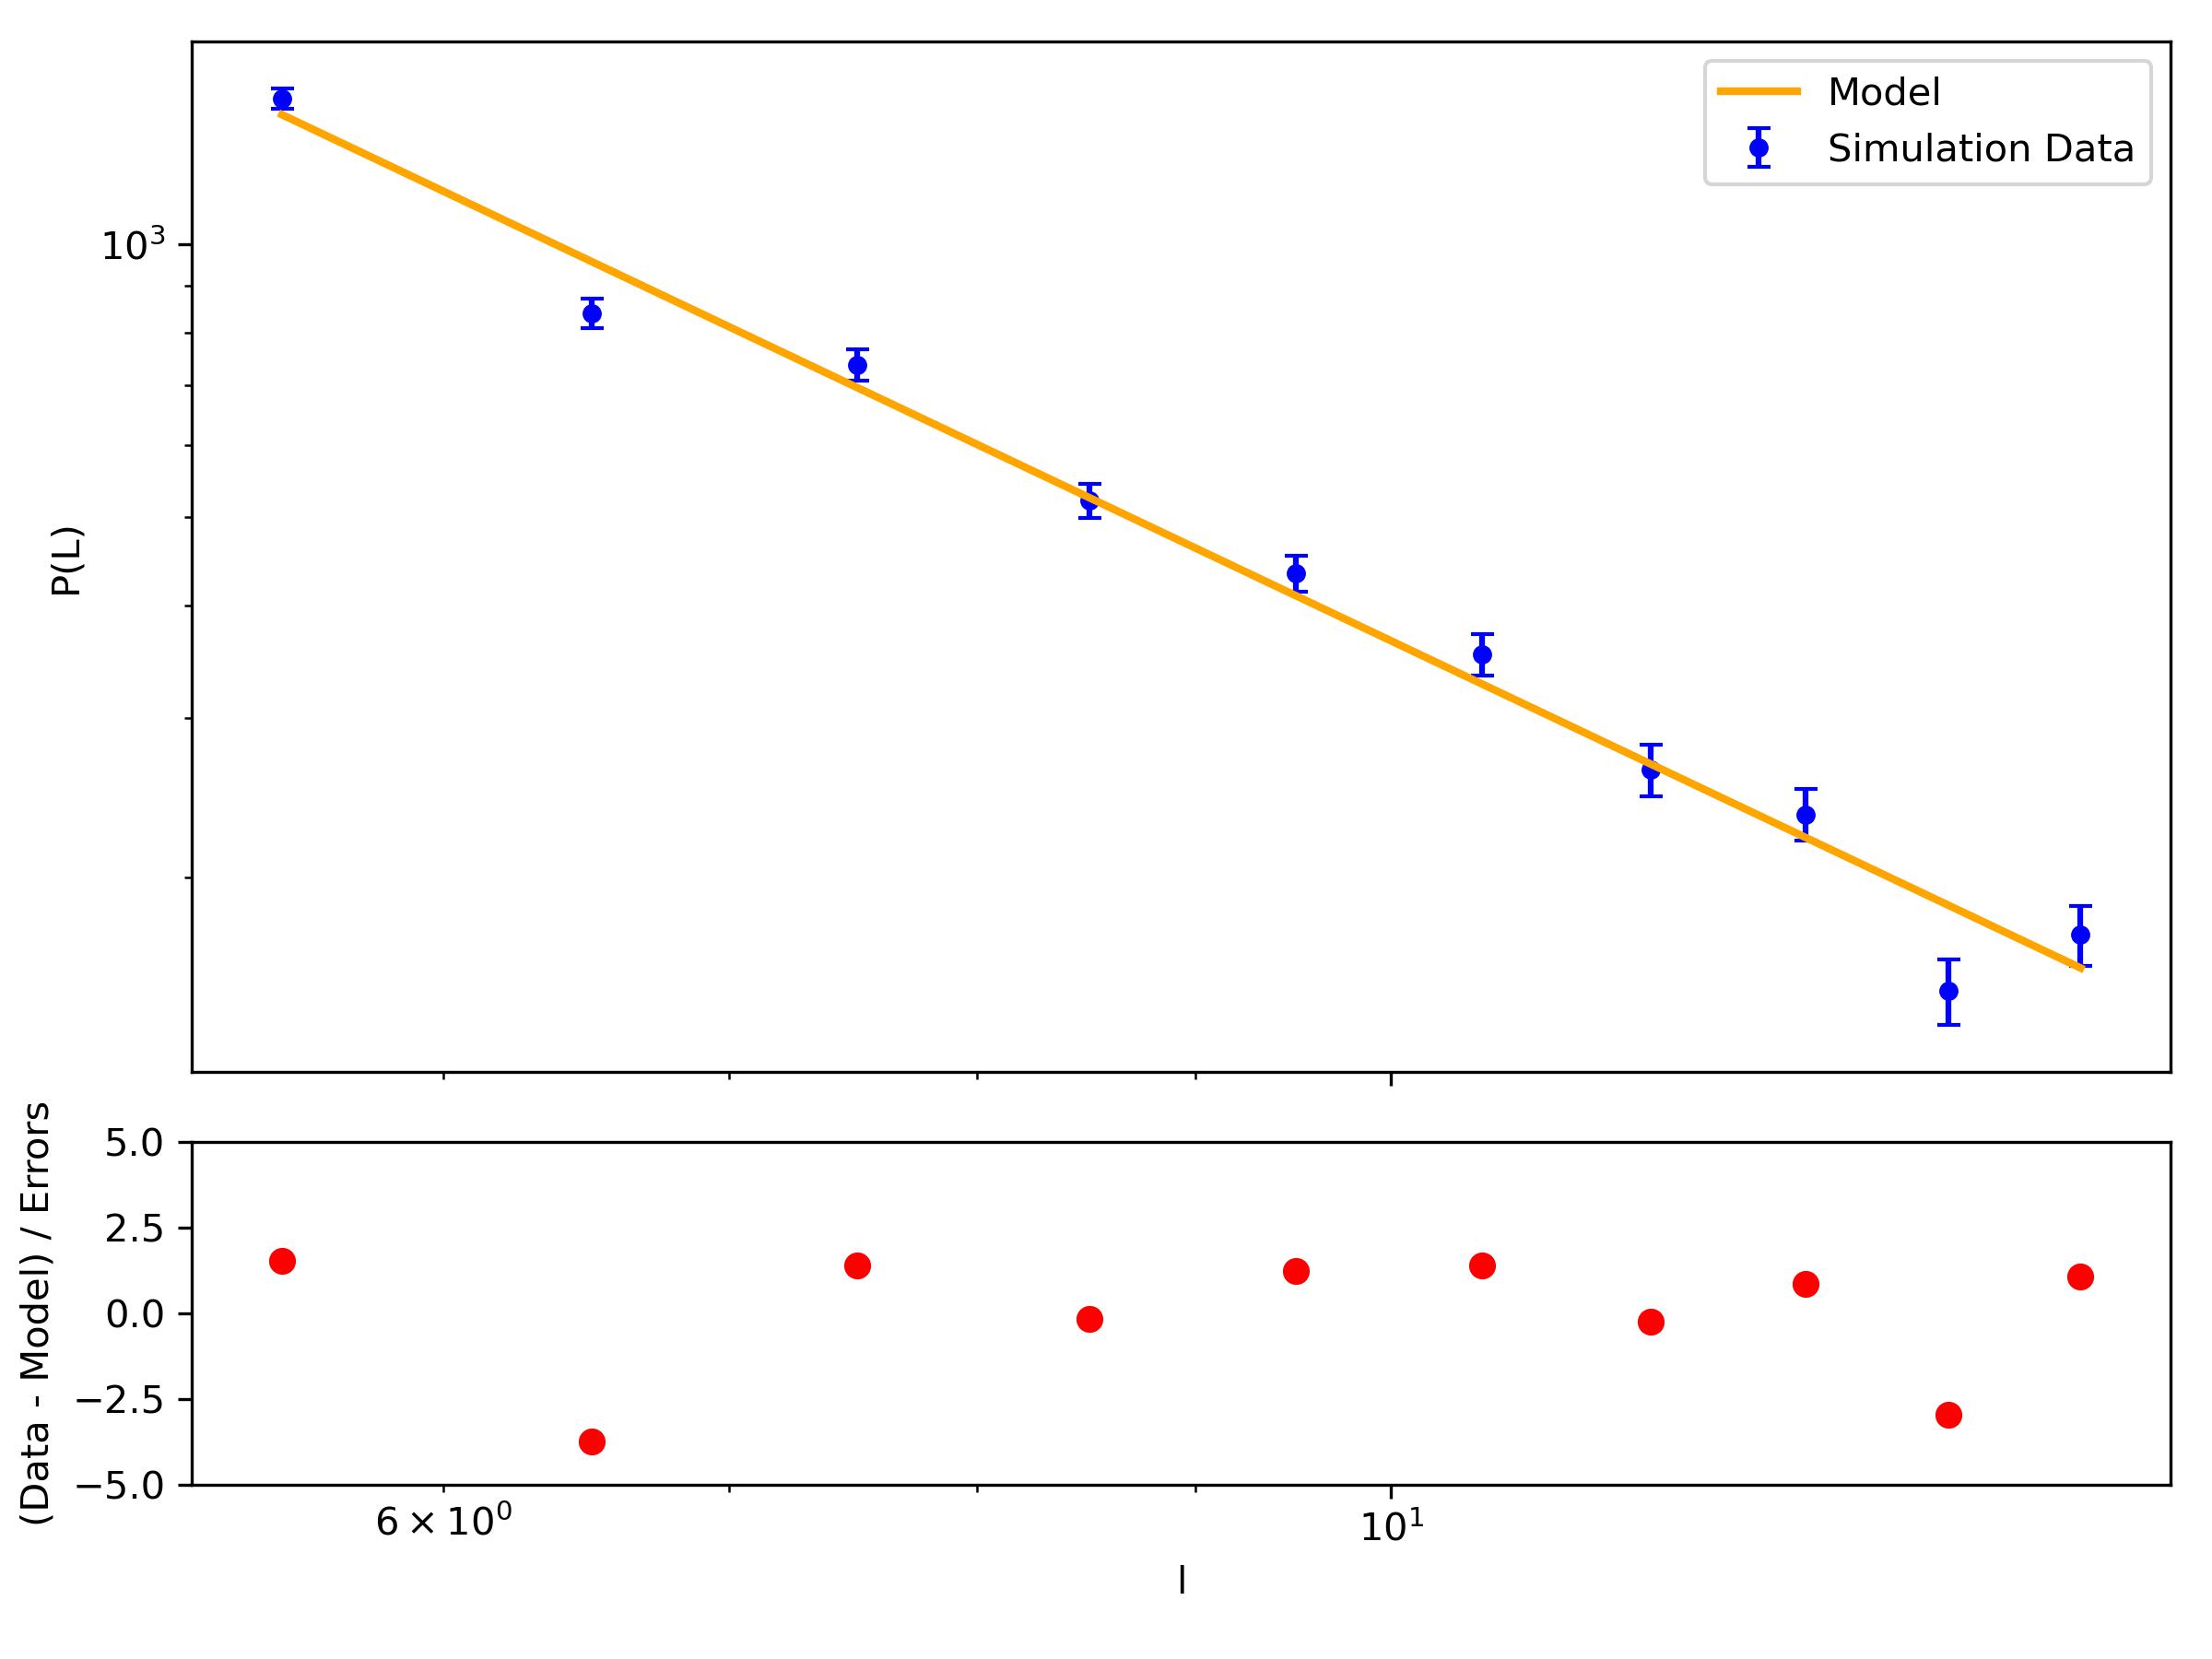 Model
Simulation Data
10³
P(L)
5.0
2.5
0.0
−2.5
−5.0
(Data - Model) / Errors
6 × 10⁰
10¹
l